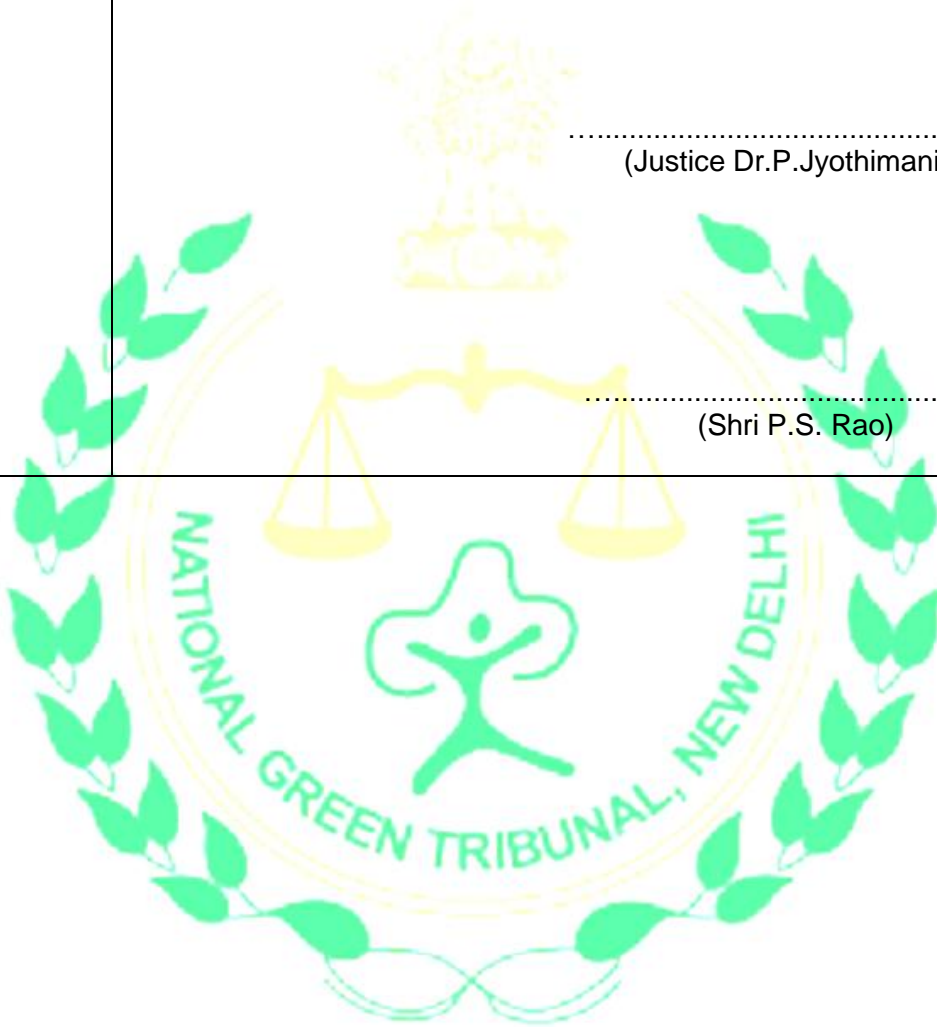 …......................................
(Justice Dr.P.Jyothimani
…......................................
(Shri P.S. Rao)
NATIONAL GREEN TRIBUNAL, NEW DELHI